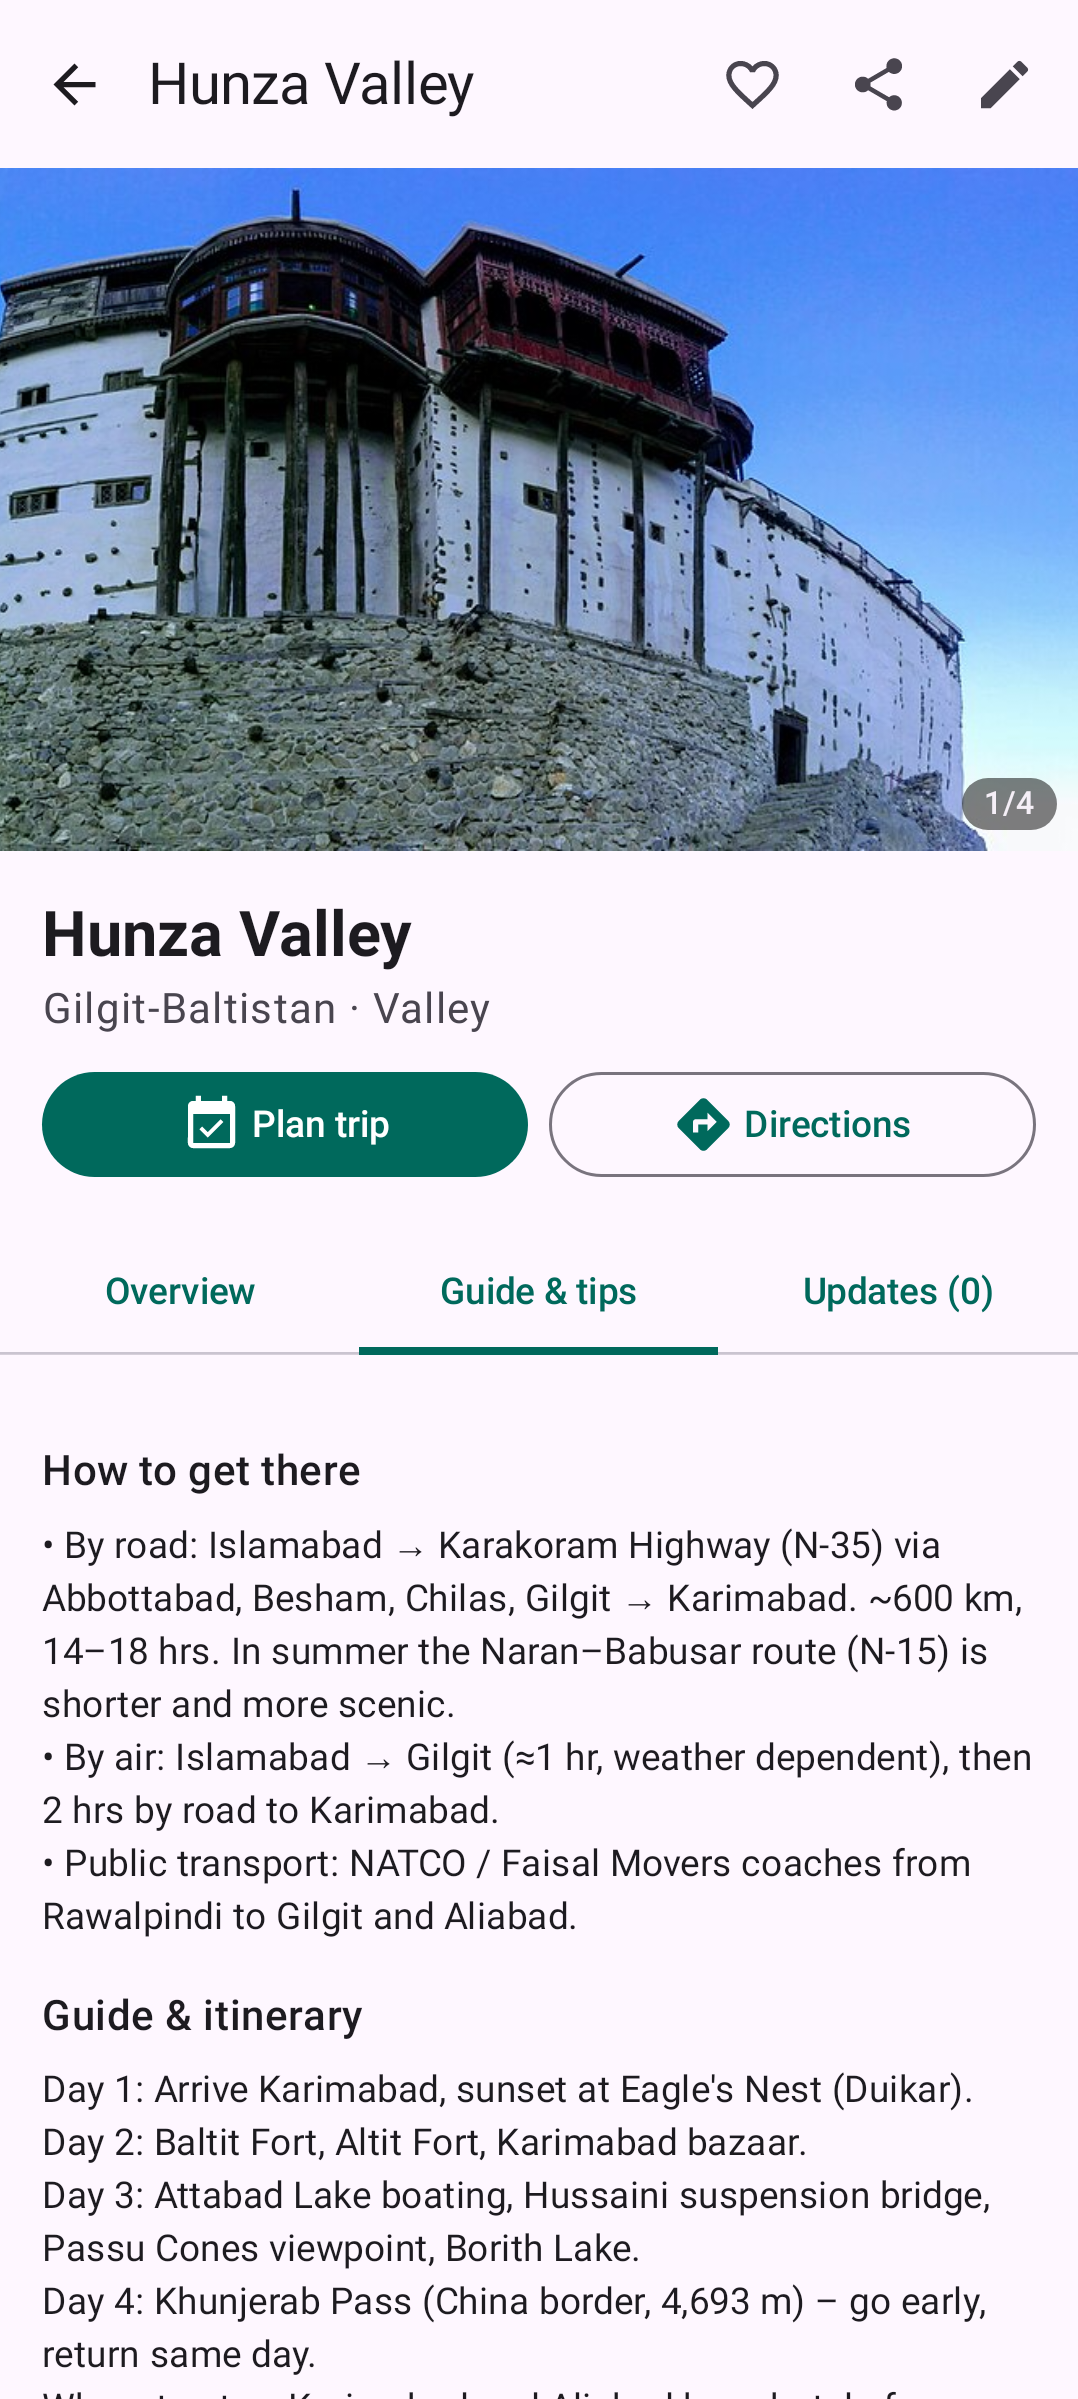 Hunza Valley
1/4
Hunza Valley
Gilgit-Baltistan · Valley
Plan trip
Directions
Overview
Guide & tips
Updates (0)
How to get there
• By road: Islamabad → Karakoram Highway (N-35) via
Abbottabad, Besham, Chilas, Gilgit → Karimabad. ~600 km,
14–18 hrs. In summer the Naran–Babusar route (N-15) is
shorter and more scenic.
• By air: Islamabad → Gilgit (≈1 hr, weather dependent), then
2 hrs by road to Karimabad.
• Public transport: NATCO / Faisal Movers coaches from
Rawalpindi to Gilgit and Aliabad.
Guide & itinerary
Day 1: Arrive Karimabad, sunset at Eagle's Nest (Duikar).
Day 2: Baltit Fort, Altit Fort, Karimabad bazaar.
Day 3: Attabad Lake boating, Hussaini suspension bridge,
Passu Cones viewpoint, Borith Lake.
Day 4: Khunjerab Pass (China border, 4,693 m) – go early,
return same day.